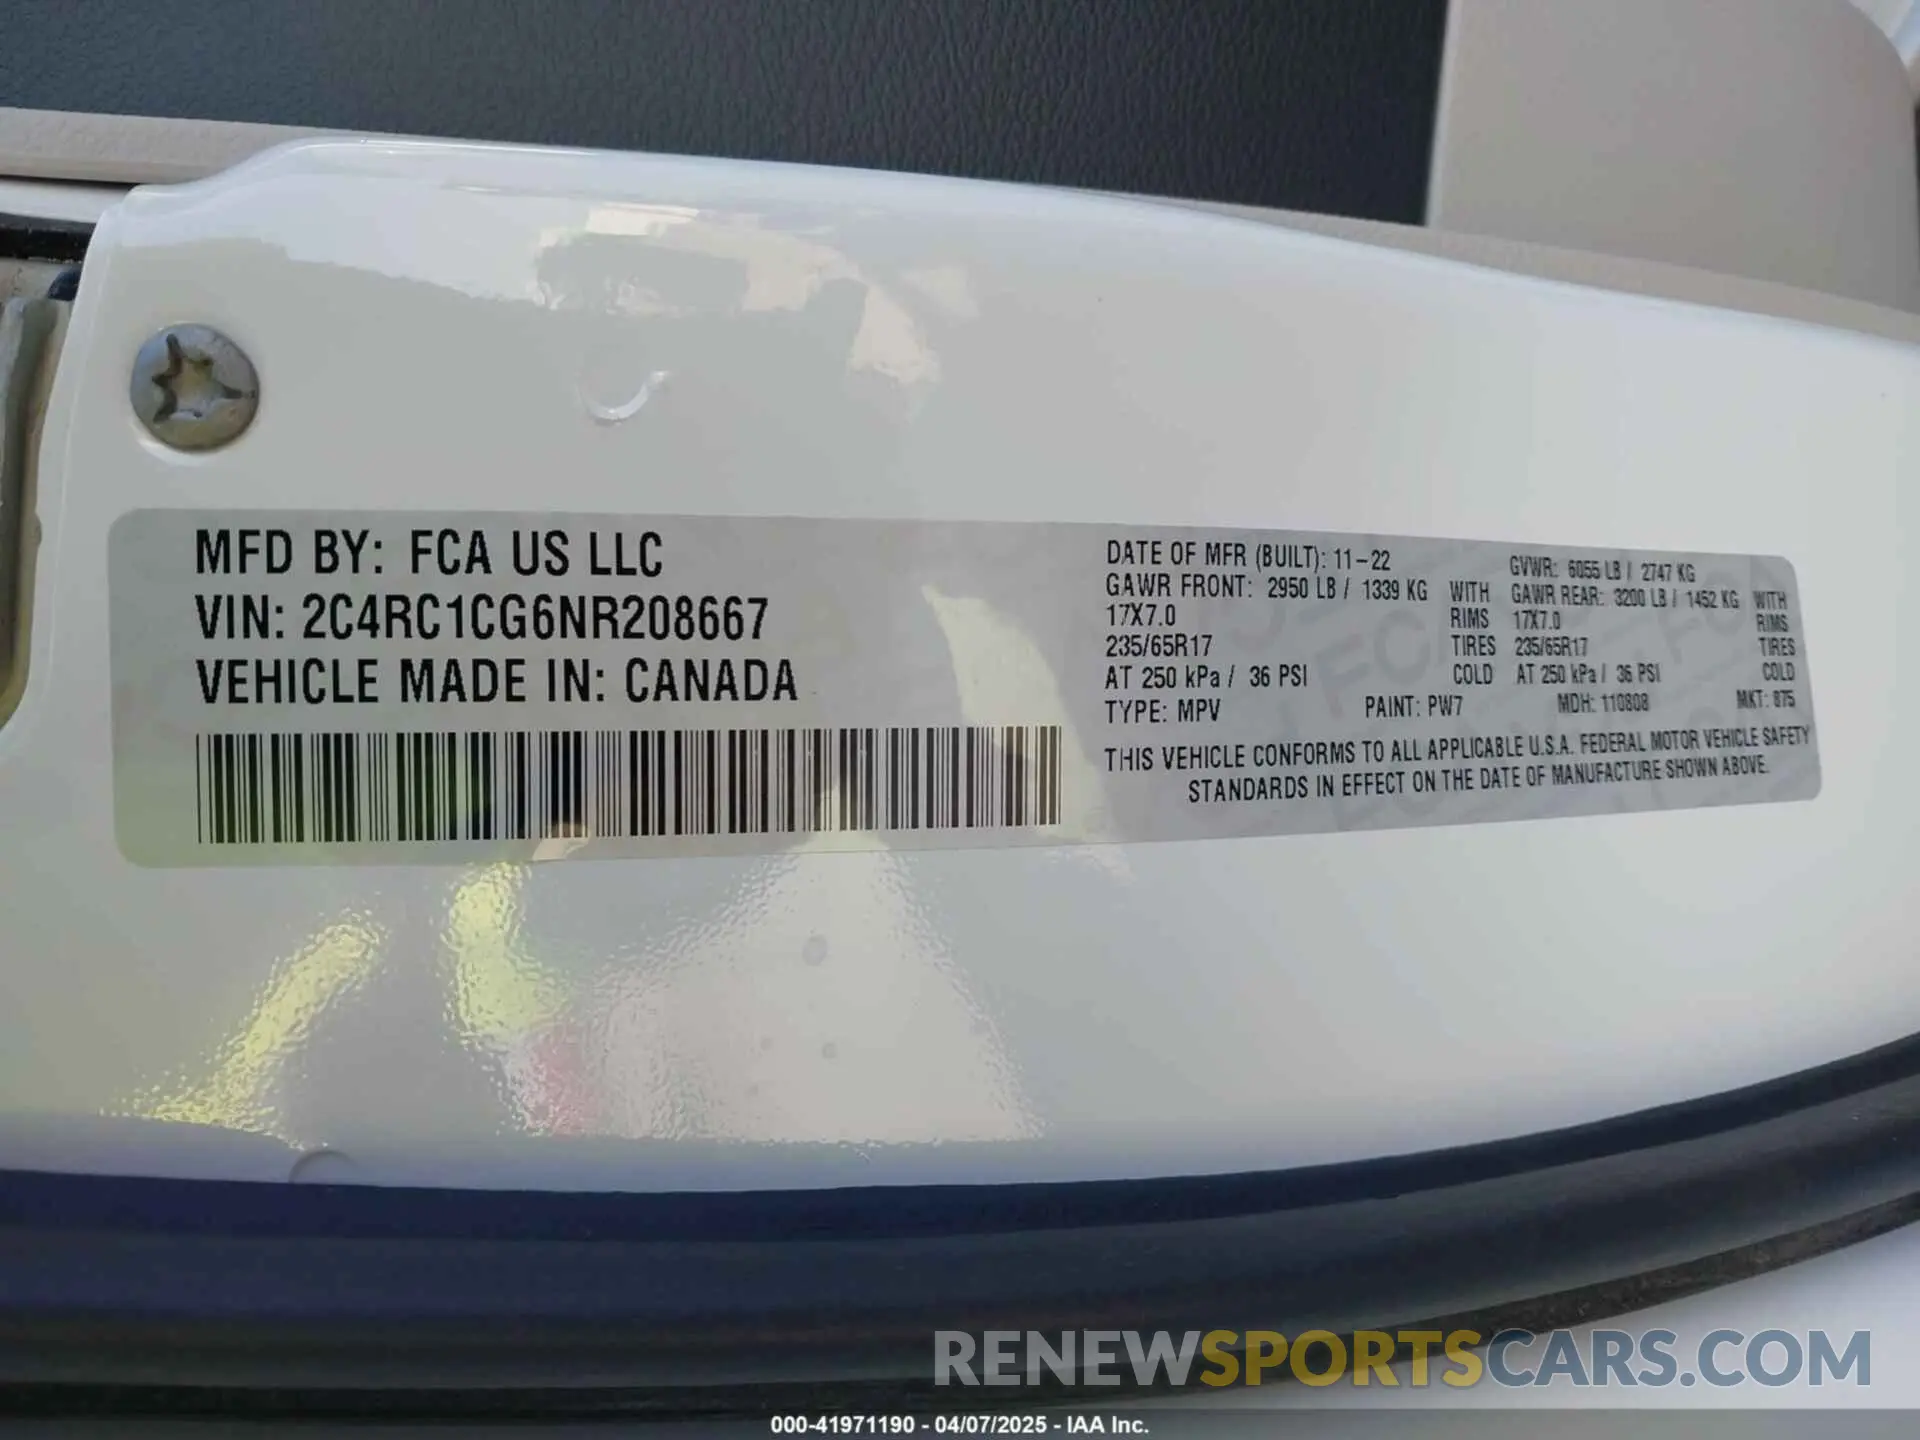 MFD BY: FCA US LLC
VIN: 2C4RC1CG6NR208667
VEHICLE MADE IN: CANADA
DATE OF MFR (BUILT): 11-22 GVWR: 6055 LB / 2747 KG
GAWR FRONT: 2950 LB / 1339 KG WITH GAWR REAR: 3200 LB / 1452 KG WITH
17X7.0 RIMS 17X7.0 RIMS
235/65R17 TIRES 235/65R17 TIRES
AT 250 kPa / 36 PSI COLD AT 250 kPa / 36 PSI COLD
TYPE: MPV PAINT: PW7 MDH: 110808 MKT: 875
THIS VEHICLE CONFORMS TO ALL APPLICABLE U.S.A. FEDERAL MOTOR VEHICLE SAFETY
STANDARDS IN EFFECT ON THE DATE OF MANUFACTURE SHOWN ABOVE.
RENEWSPORTSCARS.COM
000-41971190 - 04/07/2025 - IAA Inc.